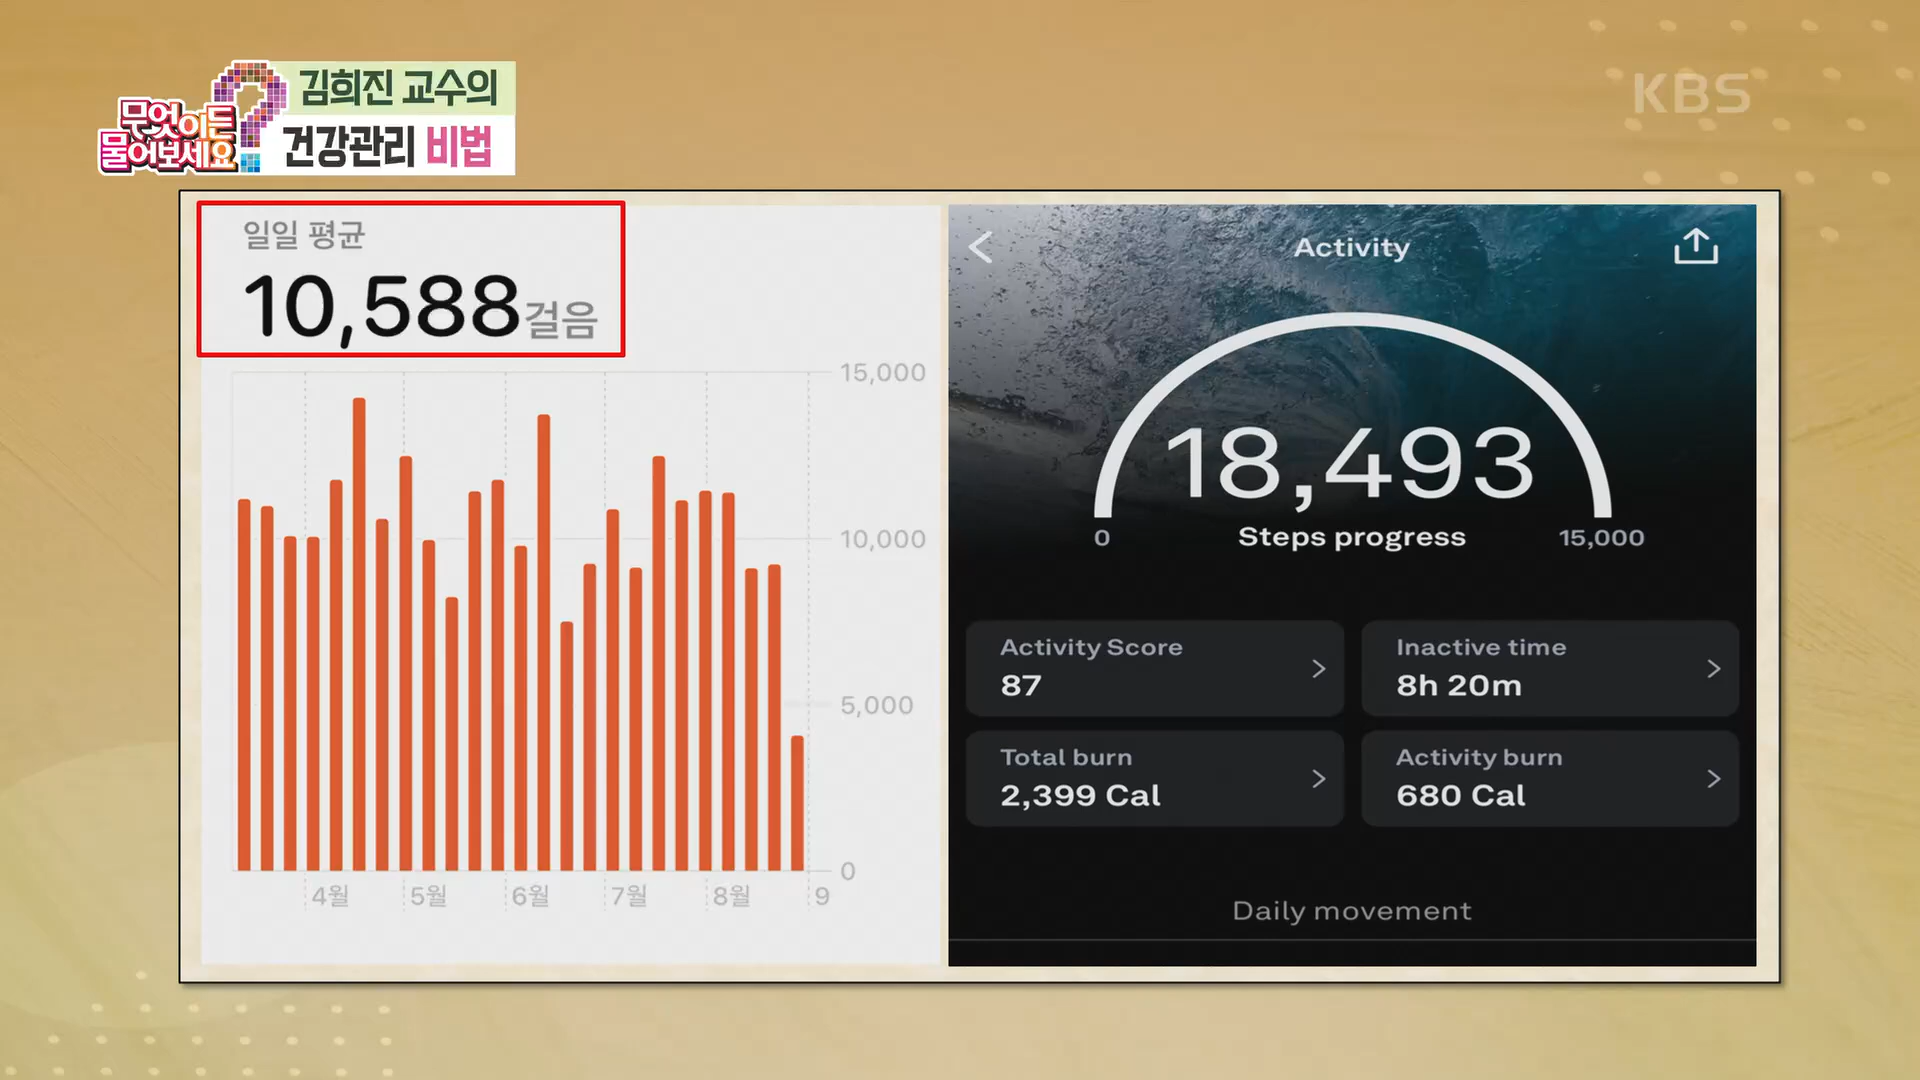 무엇이든
물어보세요
김희진 교수의
건강관리 비법
KBS
일일 평균
10,588걸음
15,000
10,000
5,000
0
4월 5월 6월 7월 8월 9
Activity
18,493
0 Steps progress 15,000
Activity Score
87
Inactive time
8h 20m
Total burn
2,399 Cal
Activity burn
680 Cal
Daily movement